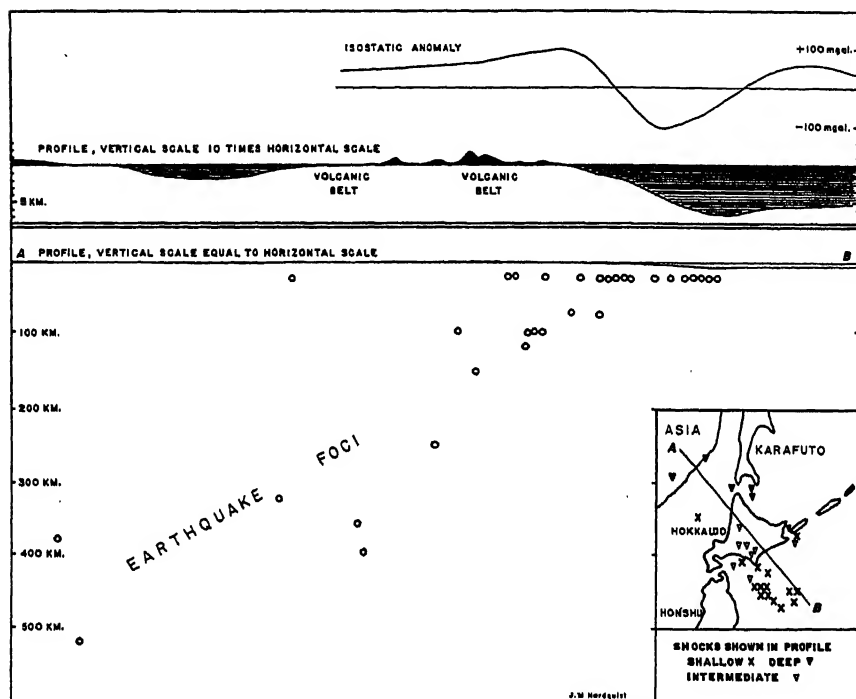 ISOSTATIC ANOMALY
+100 mgal.
-100 mgal.
PROFILE, VERTICAL SCALE 10 TIMES HORIZONTAL SCALE
VOLCANIC BELT
VOLCANIC BELT
5 KM.
A PROFILE, VERTICAL SCALE EQUAL TO HORIZONTAL SCALE B
100 KM.
200 KM.
300 KM.
400 KM.
500 KM.
EARTHQUAKE FOCI
ASIA
A
KARAFUTO
HOKKAIDO
HONSHU
B
SHOCKS SHOWN IN PROFILE
SHALLOW X DEEP ▼
INTERMEDIATE ▽
J.M Nordquist